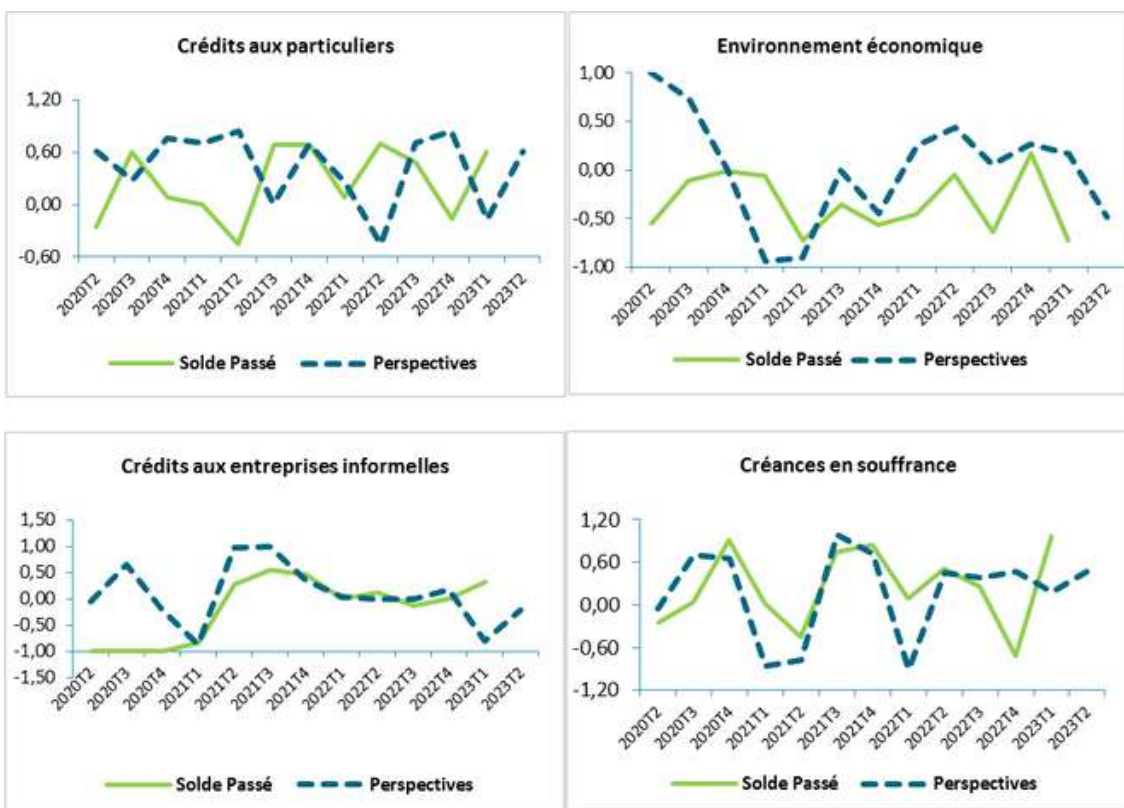 Crédits aux particuliers
1,20
0,60
0,00
-0,60
2020T2 2020T3 2020T4 2021T1 2021T2 2021T3 2021T4 2022T1 2022T2 2022T3 2022T4 2023T1 2023T2
Solde Passé Perspectives
Environnement économique
1,00
0,50
0,00
-0,50
-1,00
2020T2 2020T3 2020T4 2021T1 2021T2 2021T3 2021T4 2022T1 2022T2 2022T3 2022T4 2023T1 2023T2
Solde Passé Perspectives
Crédits aux entreprises informelles
1,50
1,00
0,50
0,00
-0,50
-1,00
-1,50
2020T2 2020T3 2020T4 2021T1 2021T2 2021T3 2021T4 2022T1 2022T2 2022T3 2022T4 2023T1 2023T2
Solde Passé Perspectives
Créances en souffrance
1,20
0,60
0,00
-0,60
-1,20
2020T2 2020T3 2020T4 2021T1 2021T2 2021T3 2021T4 2022T1 2022T2 2022T3 2022T4 2023T1 2023T2
Solde Passé Perspectives